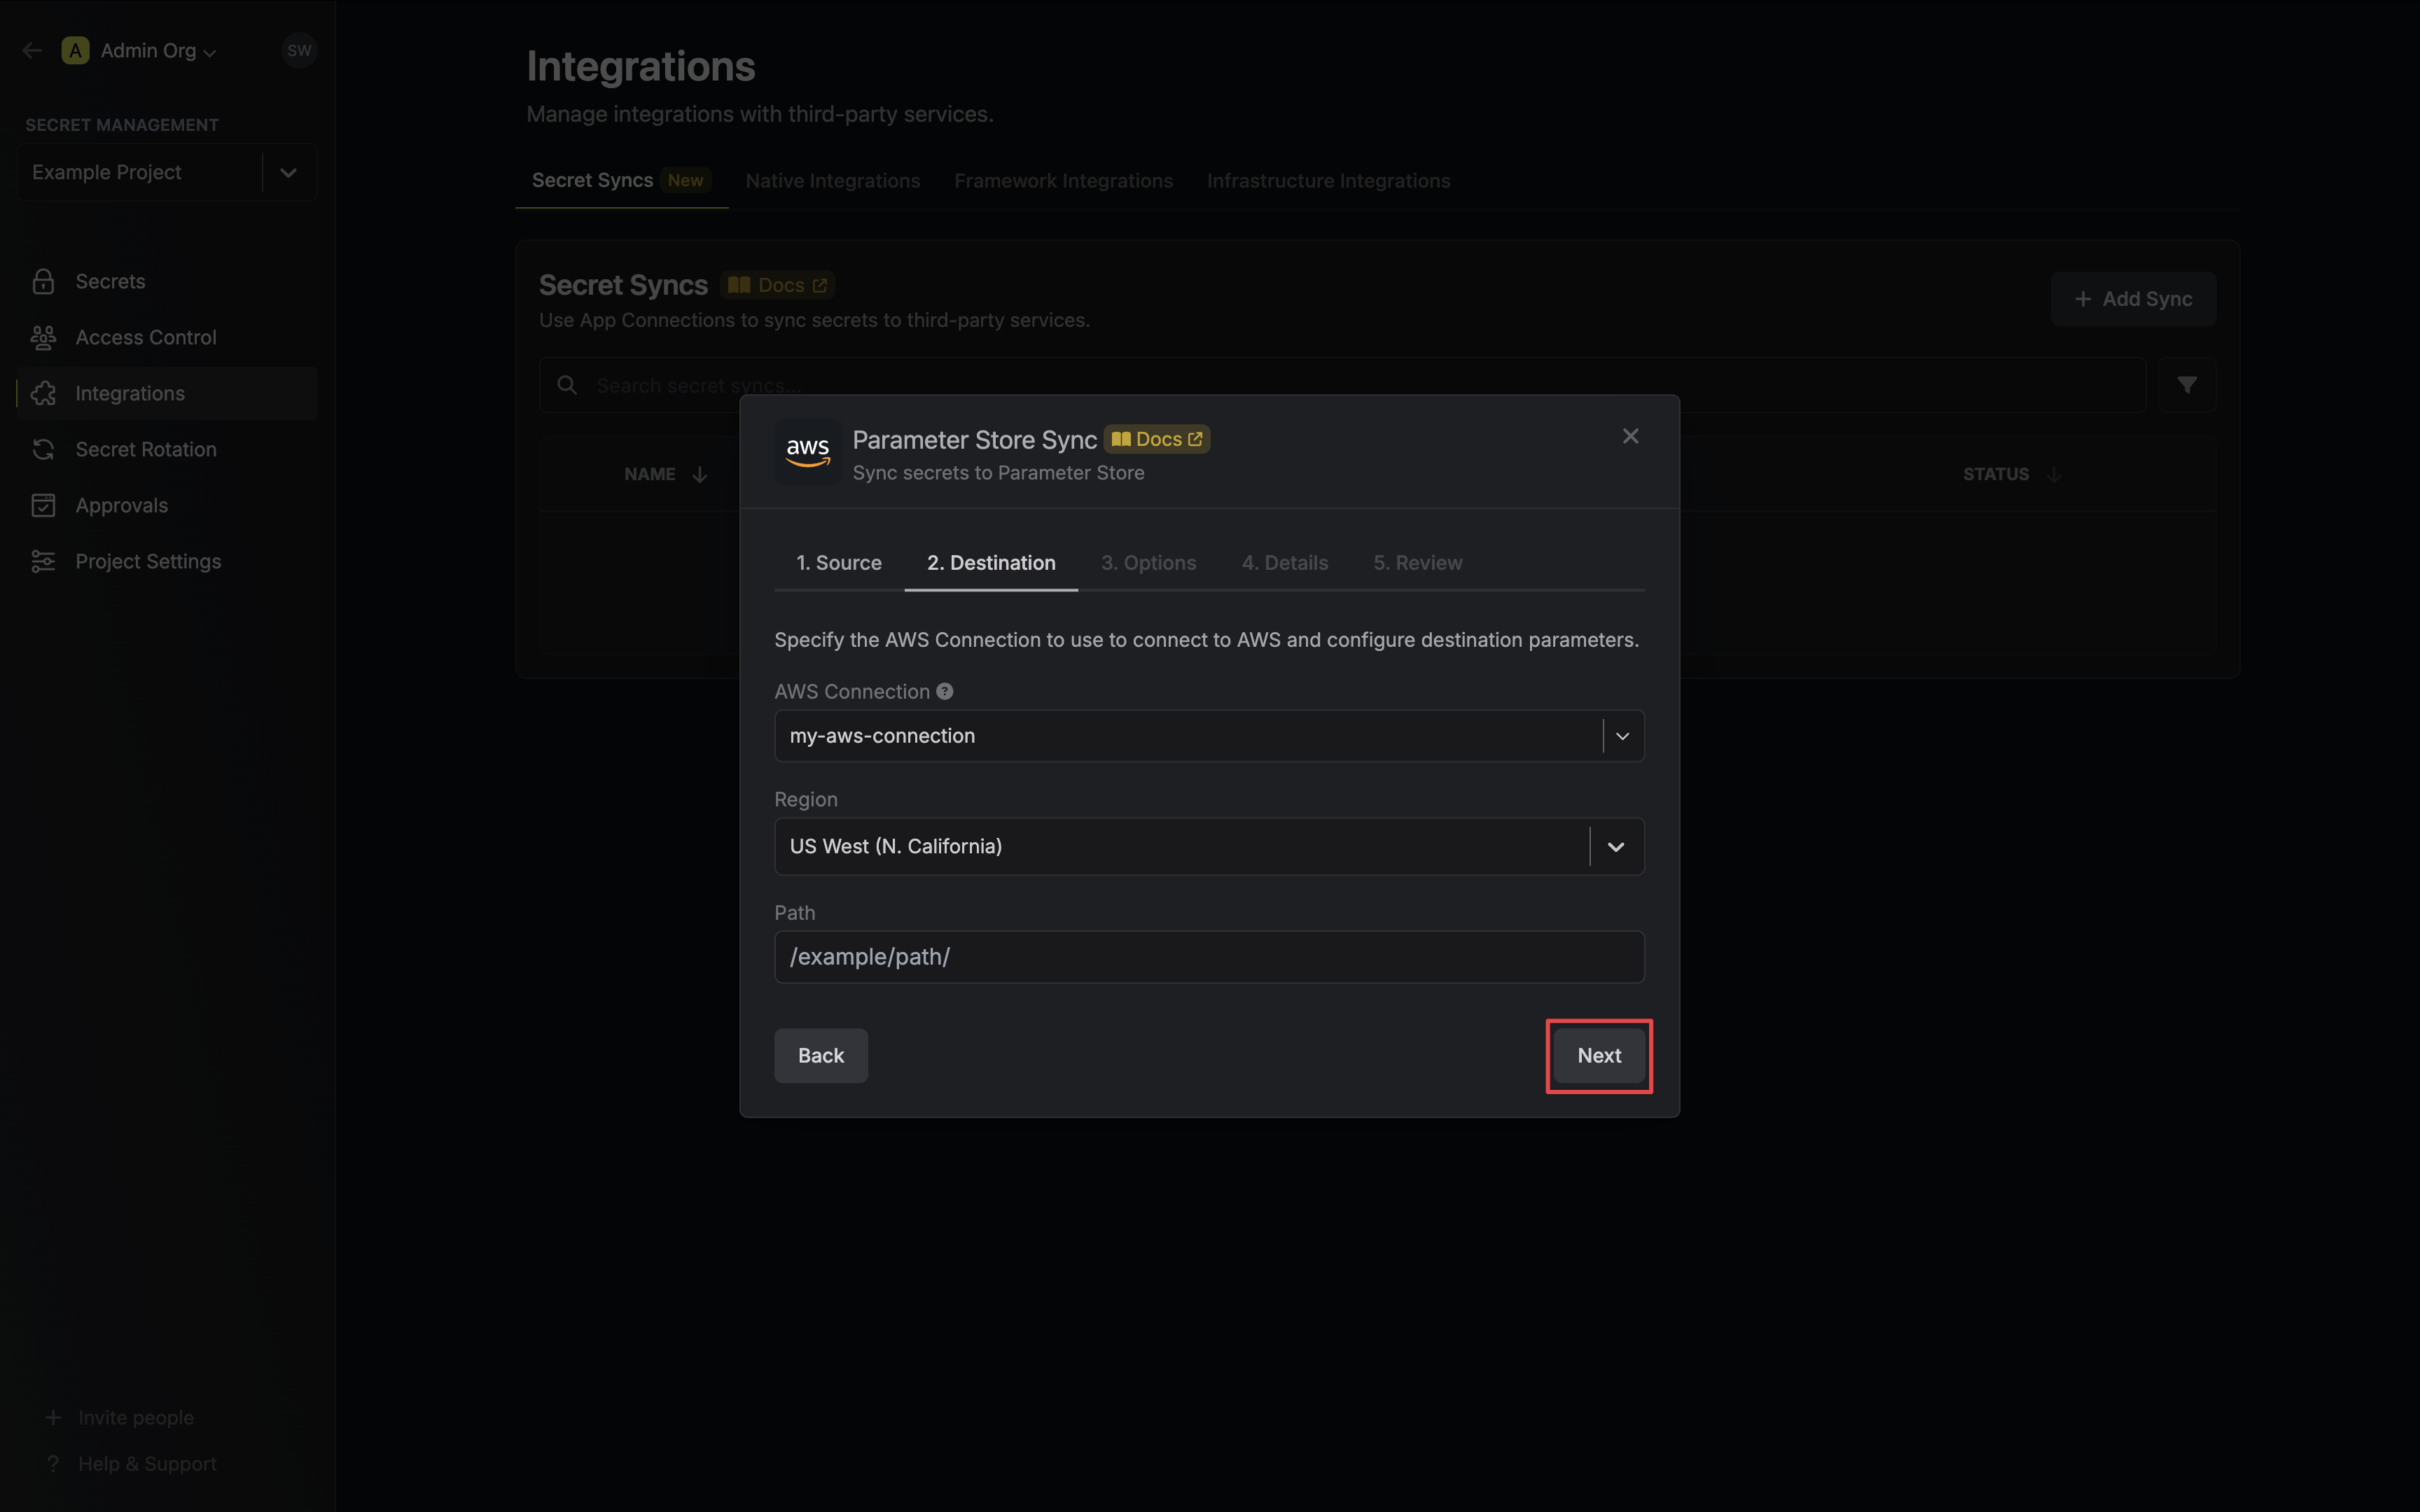 A Admin Org SW
SECRET MANAGEMENT
Example Project
Secrets
Access Control
Integrations
Secret Rotation
Approvals
Project Settings
+ Invite people
? Help & Support
Integrations
Manage integrations with third-party services.
Secret Syncs New Native Integrations Framework Integrations Infrastructure Integrations
Secret Syncs Docs
Use App Connections to sync secrets to third-party services.
+ Add Sync
Search secret syncs...
NAME STATUS
aws
Parameter Store Sync Docs
Sync secrets to Parameter Store
1. Source 2. Destination 3. Options 4. Details 5. Review
Specify the AWS Connection to use to connect to AWS and configure destination parameters.
AWS Connection ?
my-aws-connection
Region
US West (N. California)
Path
/example/path/
Back Next